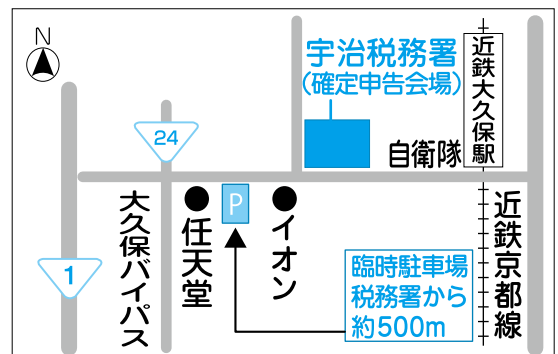 N
宇治税務署
(確定申告会場)
近鉄大久保駅
24
自衛隊
P
1
大久保バイパス
任天堂
イオン
近鉄京都線
臨時駐車場
税務署から
約500m